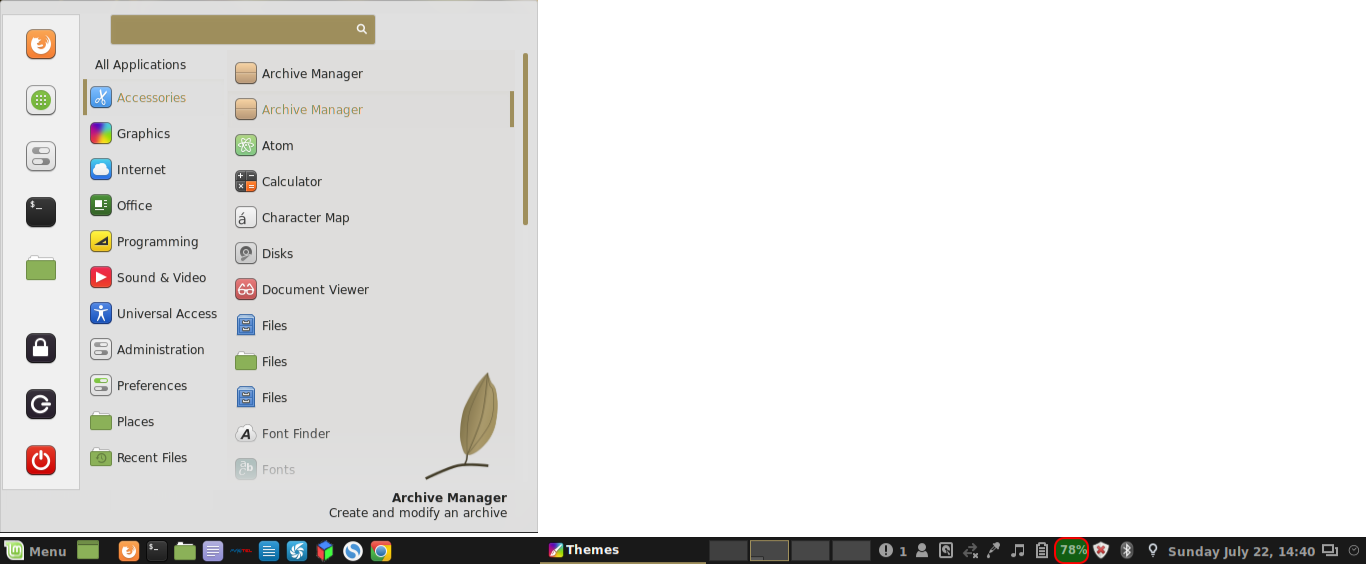 All Applications
Accessories
Graphics
Internet
Office
Programming
Sound & Video
Universal Access
Administration
Preferences
Places
Recent Files
Archive Manager
Archive Manager
Atom
Calculator
Character Map
Disks
Document Viewer
Files
Files
Files
Font Finder
Fonts
Archive Manager
Create and modify an archive
Menu
Themes
1
78%
Sunday July 22, 14:40